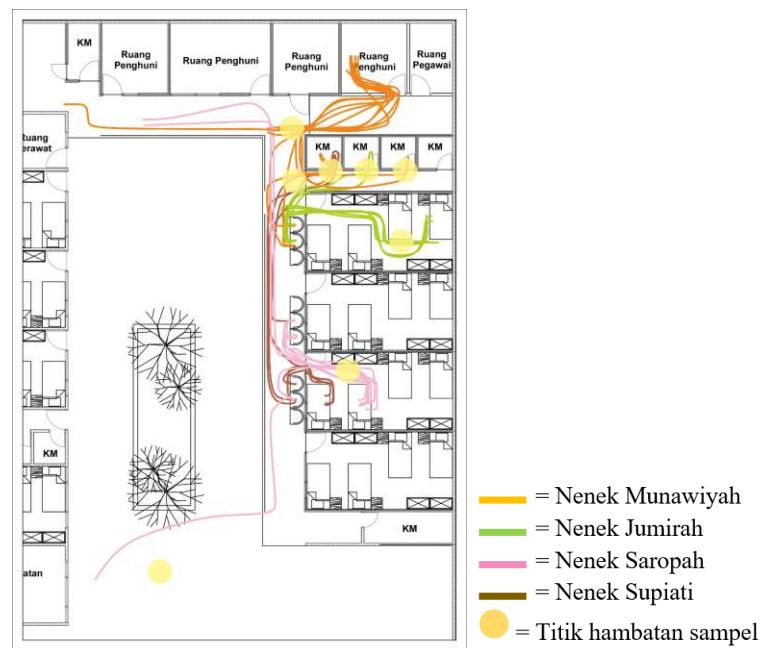 KM
Ruang
Penghuni
Ruang Penghuni
Ruang
Penghuni
Ruang
Penghuni
Ruang
Pegawai
Ruang
erawat
KM
KM
KM
KM
KM
KM
atan
= Nenek Munawiyah
= Nenek Jumirah
= Nenek Saropah
= Nenek Supiati
= Titik hambatan sampel